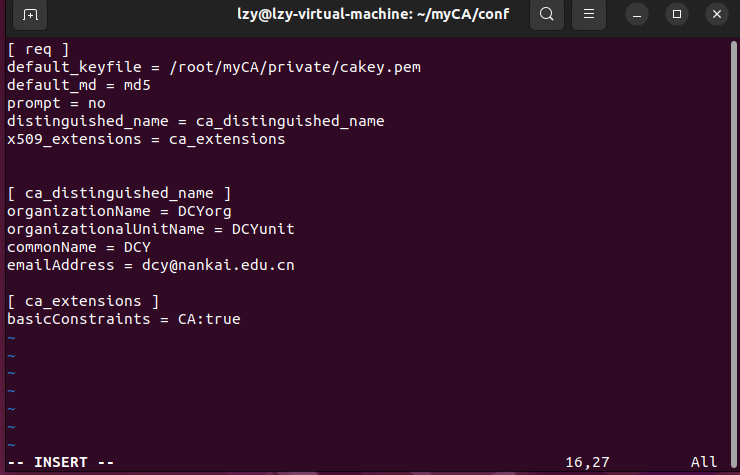 lzy@lzy-virtual-machine: ~/myCA/conf
[ req ]
default_keyfile = /root/myCA/private/cakey.pem
default_md = md5
prompt = no
distinguished_name = ca_distinguished_name
x509_extensions = ca_extensions
[ ca_distinguished_name ]
organizationName = DCYorg
organizationalUnitName = DCYunit
commonName = DCY
emailAddress = dcy@nankai.edu.cn
[ ca_extensions ]
basicConstraints = CA:true
~
~
~
~
~
~
~
-- INSERT -- 16,27 All